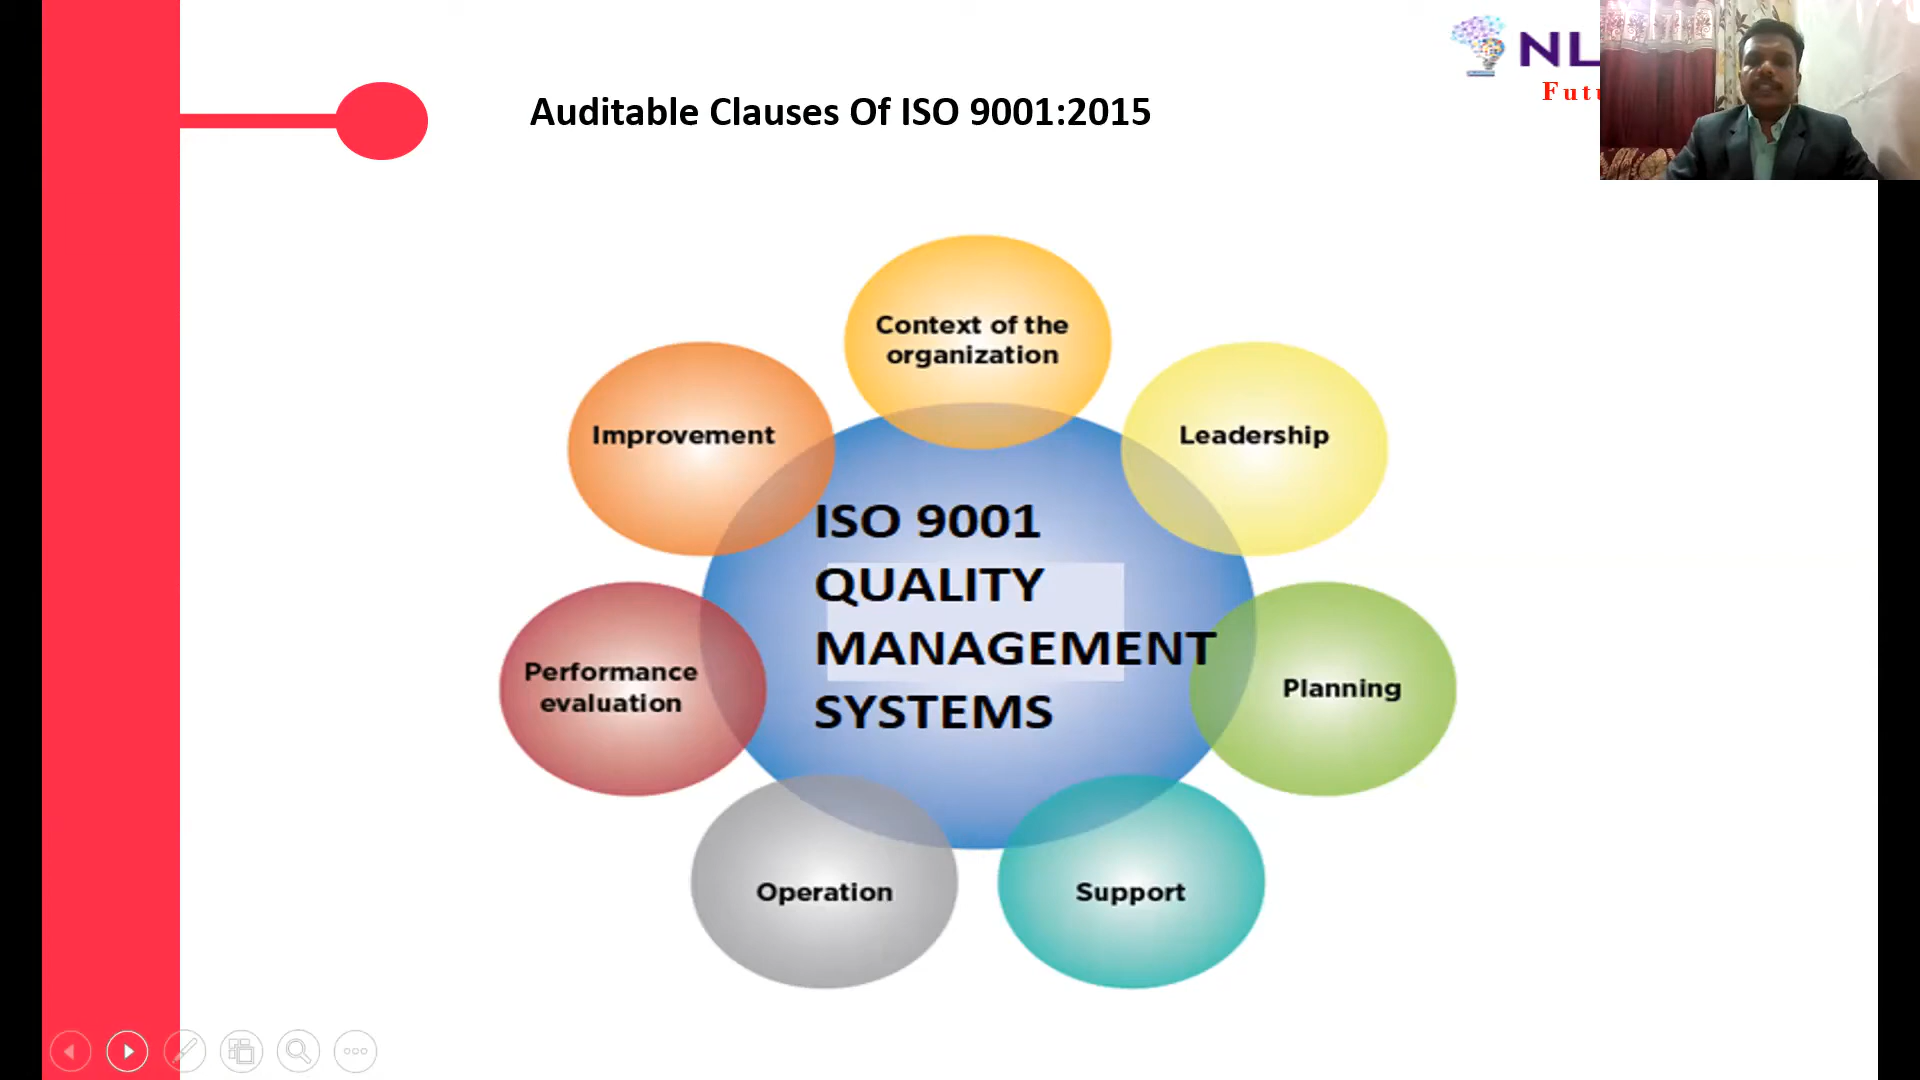 NL
Futu
Auditable Clauses Of ISO 9001:2015
Context of the
organization
Improvement
Leadership
ISO 9001
QUALITY
MANAGEMENT
SYSTEMS
Performance
evaluation
Planning
Operation
Support